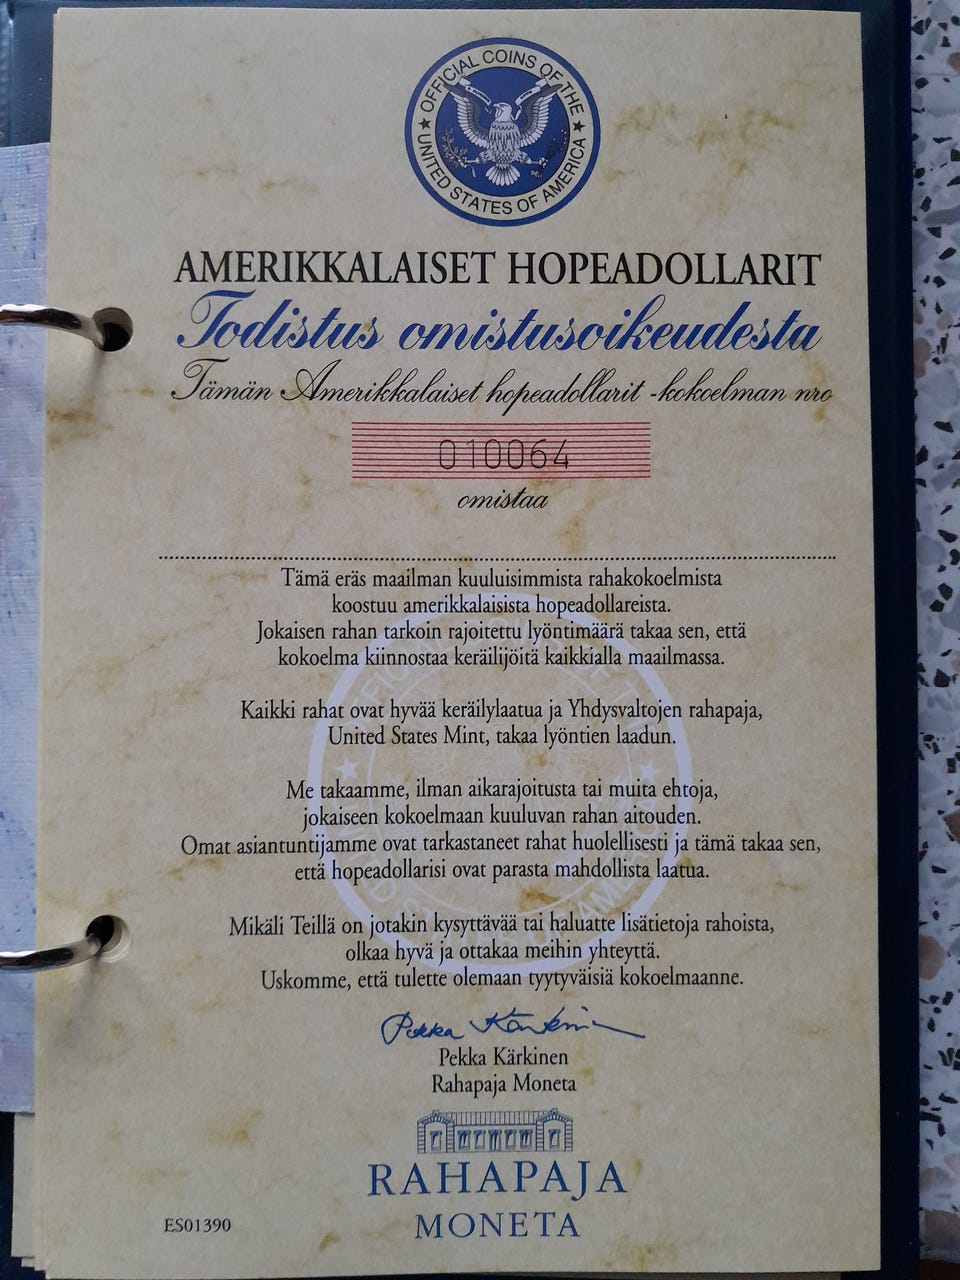 OFFICIAL COINS OF THE
UNITED STATES OF AMERICA
AMERIKKALAISET HOPEADOLLARIT
Todistus omistusoikeudesta
Tämän Amerikkalaiset hopeadollarit -kokoelman nro
010064
omistaa
Tämä eräs maailman kuuluisimmista rahakokoelmista
koostuu amerikkalaisista hopeadollareista.
Jokaisen rahan tarkoin rajoitettu lyöntimäärä takaa sen, että
kokoelma kiinnostaa keräilijöitä kaikkialla maailmassa.
Kaikki rahat ovat hyvää keräilylaatua ja Yhdysvaltojen rahapaja,
United States Mint, takaa lyöntien laadun.
Me takaamme, ilman aikarajoitusta tai muita ehtoja,
jokaiseen kokoelmaan kuuluvan rahan aitouden.
Omat asiantuntijamme ovat tarkastaneet rahat huolellisesti ja tämä takaa sen,
että hopeadollarisi ovat parasta mahdollista laatua.
Mikäli Teillä on jotakin kysyttävää tai haluatte lisätietoja rahoista,
olkaa hyvä ja ottakaa meihin yhteyttä.
Uskomme, että tulette olemaan tyytyväisiä kokoelmaanne.
Pekka Kärkinen
Pekka Kärkinen
Rahapaja Moneta
RAHAPAJA
MONETA
ES01390